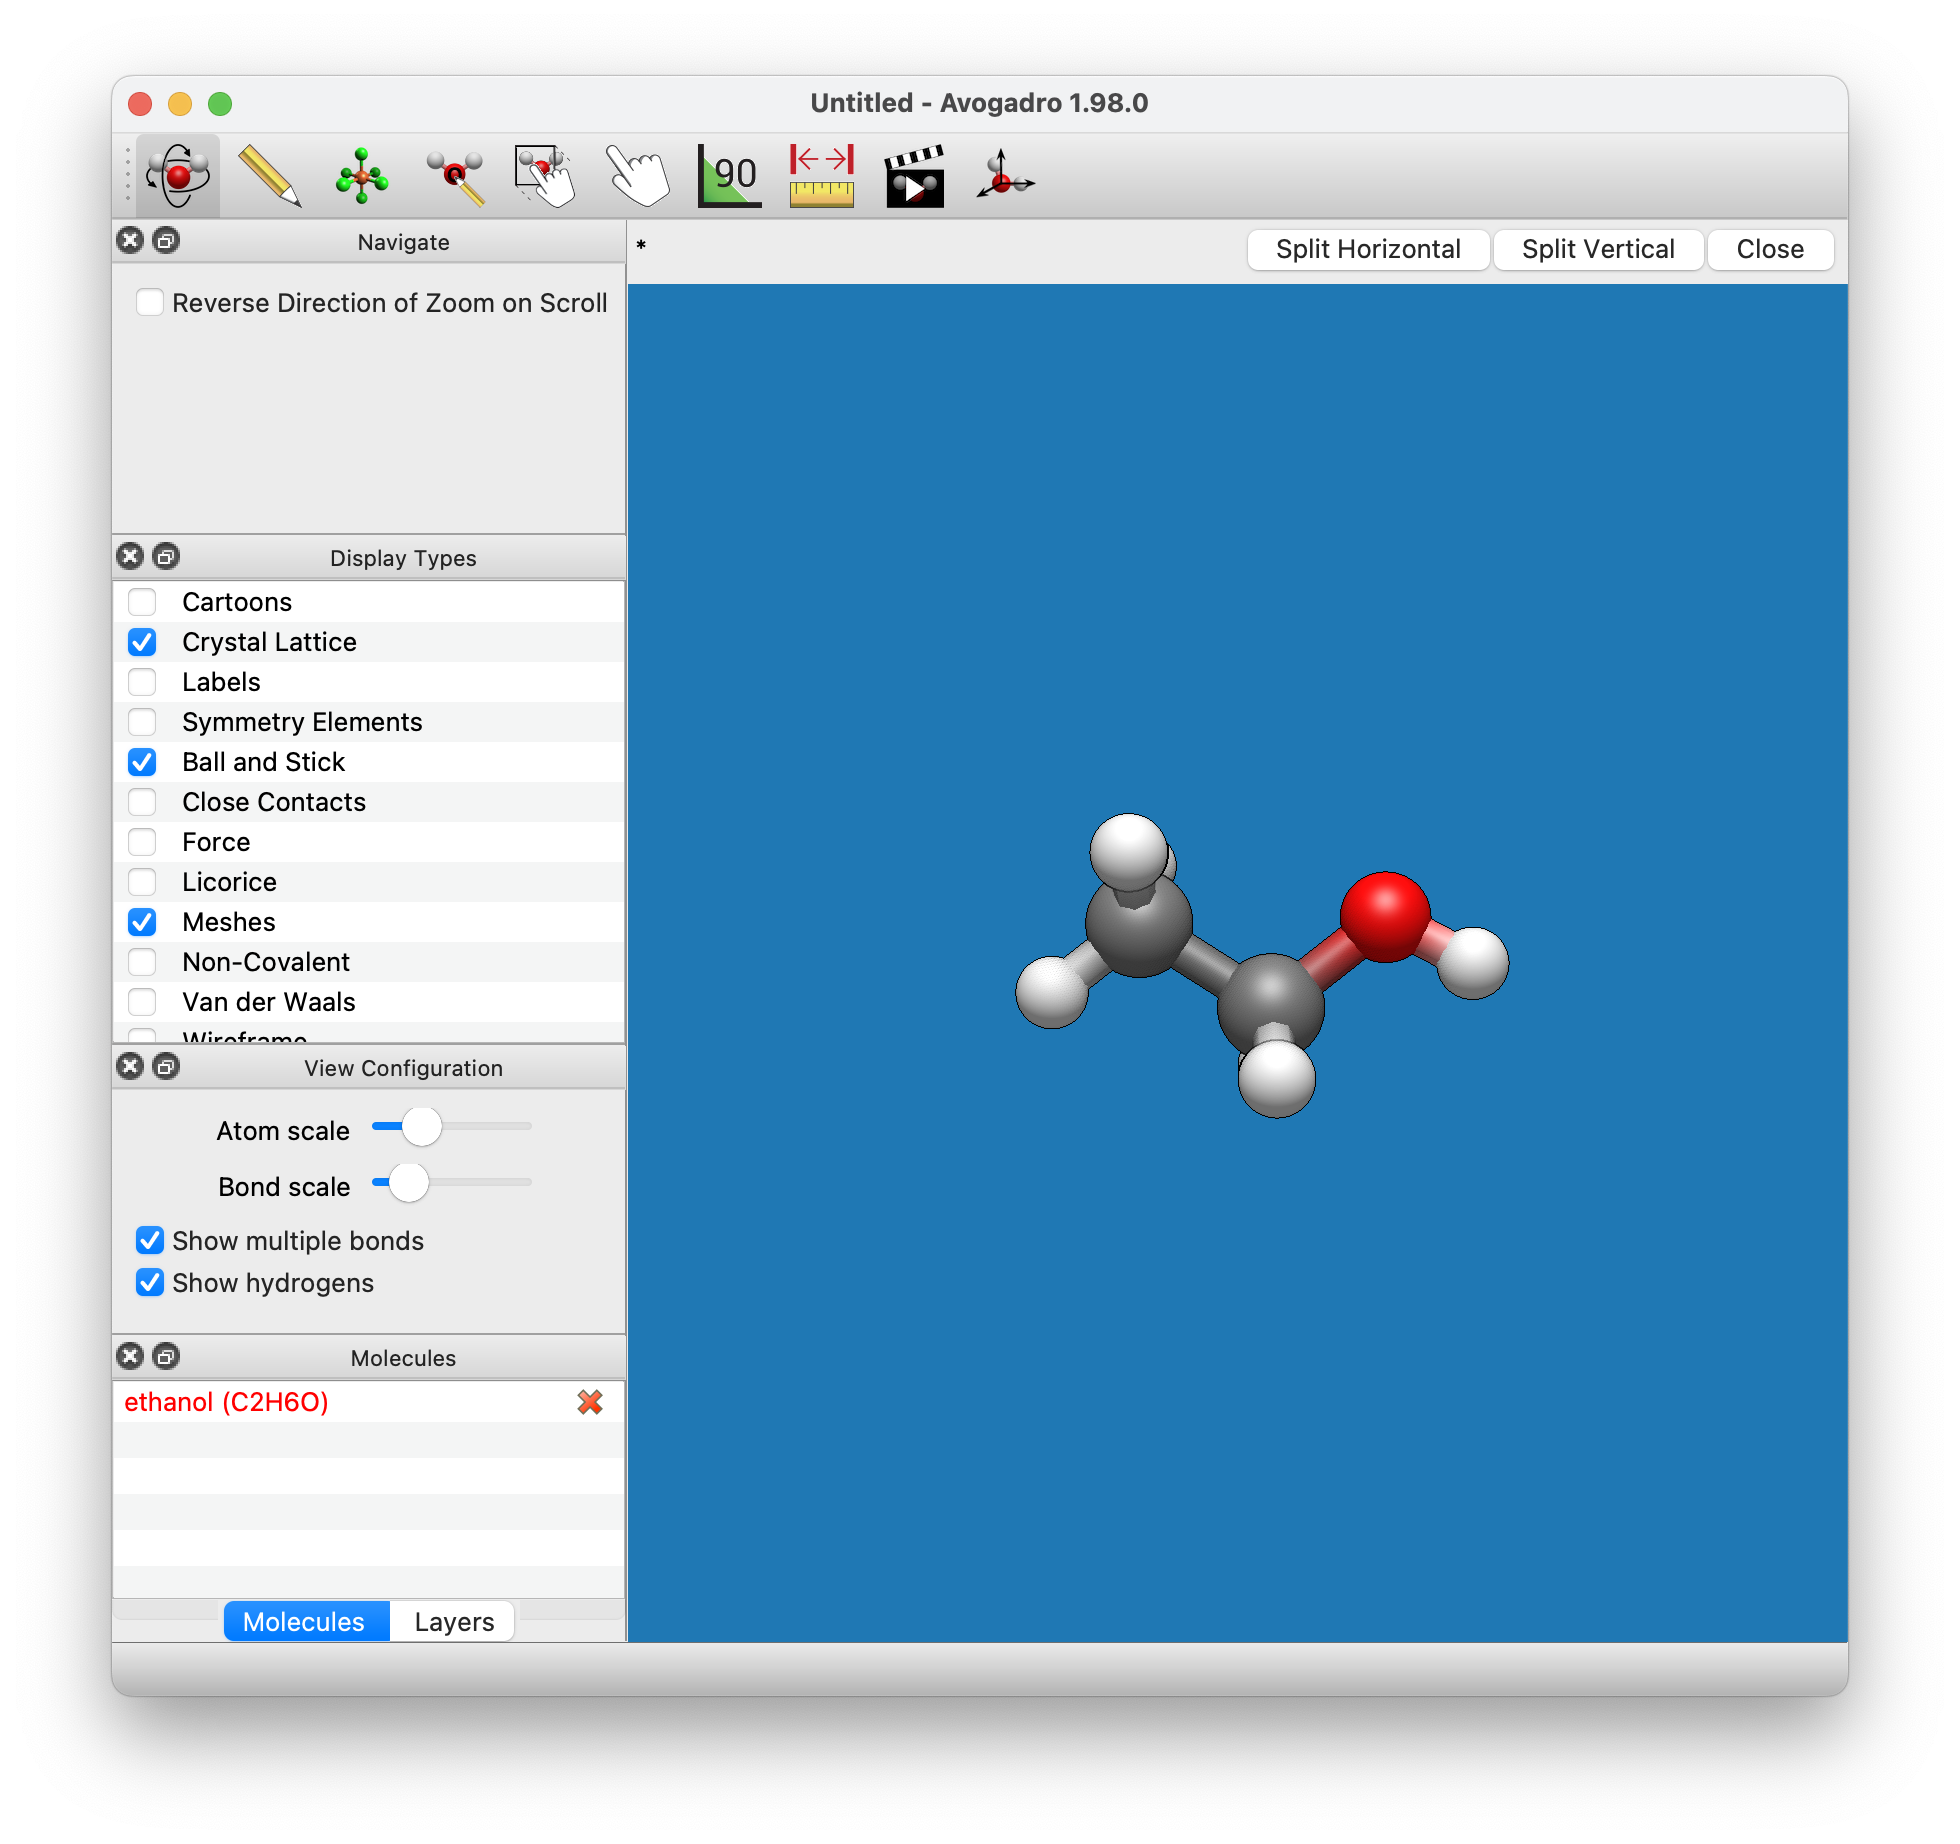 Untitled - Avogadro 1.98.0
90
Navigate
* Split Horizontal Split Vertical Close
Reverse Direction of Zoom on Scroll
Display Types
Cartoons
Crystal Lattice
Labels
Symmetry Elements
Ball and Stick
Close Contacts
Force
Licorice
Meshes
Non-Covalent
Van der Waals
Wireframe
View Configuration
Atom scale
Bond scale
Show multiple bonds
Show hydrogens
Molecules
ethanol (C2H6O)
Molecules Layers